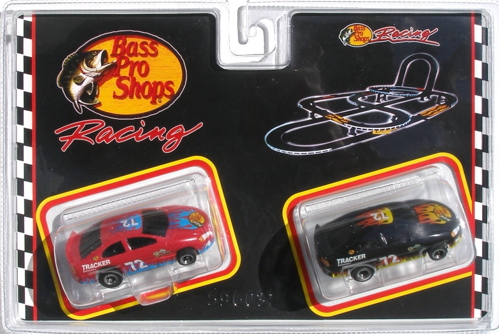 Bass
Pro
Shops
Racing
Bass
Pro
Shops
Racing
72
TRACKER
72
72
TRACKER
72